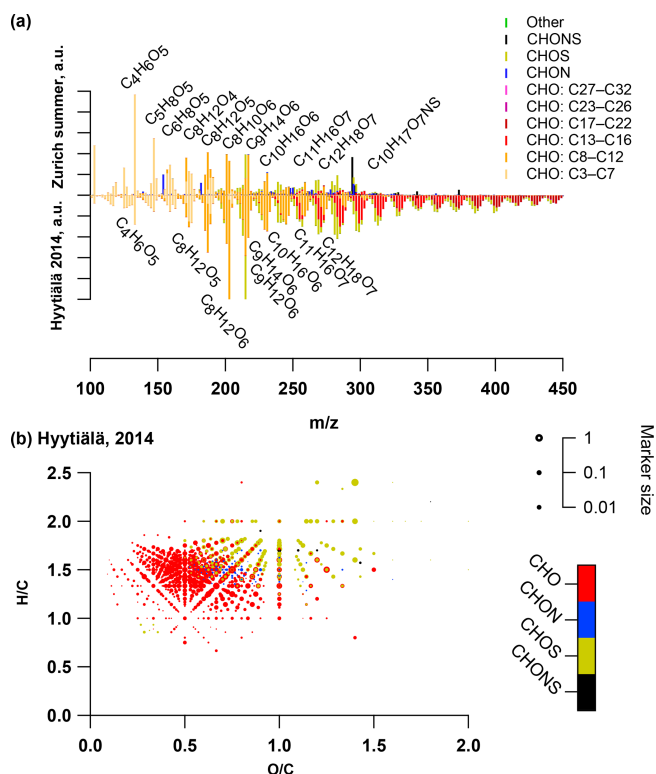 (a)
Other
CHONS
CHOS
CHON
CHO: C27–C32
CHO: C23–C26
CHO: C17–C22
CHO: C13–C16
CHO: C8–C12
CHO: C3–C7
Zurich summer, a.u.
Hyytiälä 2014, a.u.
C4H6O5
C5H8O5
C6H8O5
C8H12O4
C8H12O5
C8H10O6
C9H14O6
C10H16O6
C11H16O7
C12H18O7
C10H17O7NS
C4H6O5
C8H12O5
C8H12O6
C9H14O6
C9H12O6
C10H16O6
C11H16O7
C12H18O7
100 150 200 250 300 350 400 450
m/z
(b) Hyytiälä, 2014
Marker size
1
0.1
0.01
2.5
2.0
1.5
1.0
0.5
0.0
H/C
0.0 0.5 1.0 1.5 2.0
O/C
CHO
CHON
CHOS
CHONS